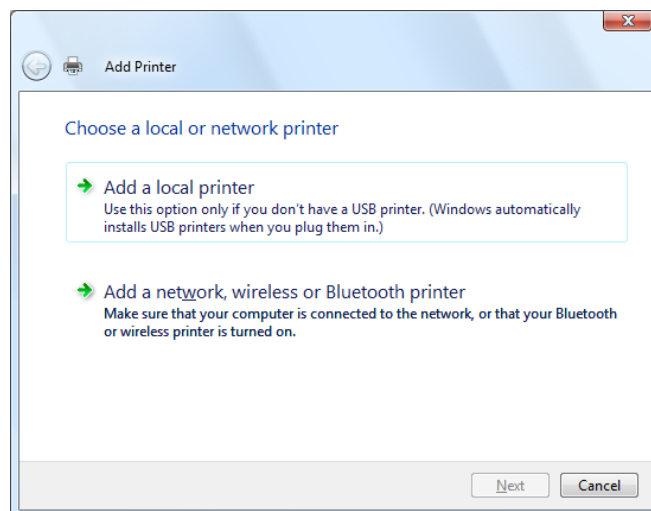 Add Printer
Choose a local or network printer
Add a local printer
Use this option only if you don't have a USB printer. (Windows automatically
installs USB printers when you plug them in.)
Add a network, wireless or Bluetooth printer
Make sure that your computer is connected to the network, or that your Bluetooth
or wireless printer is turned on.
Next Cancel